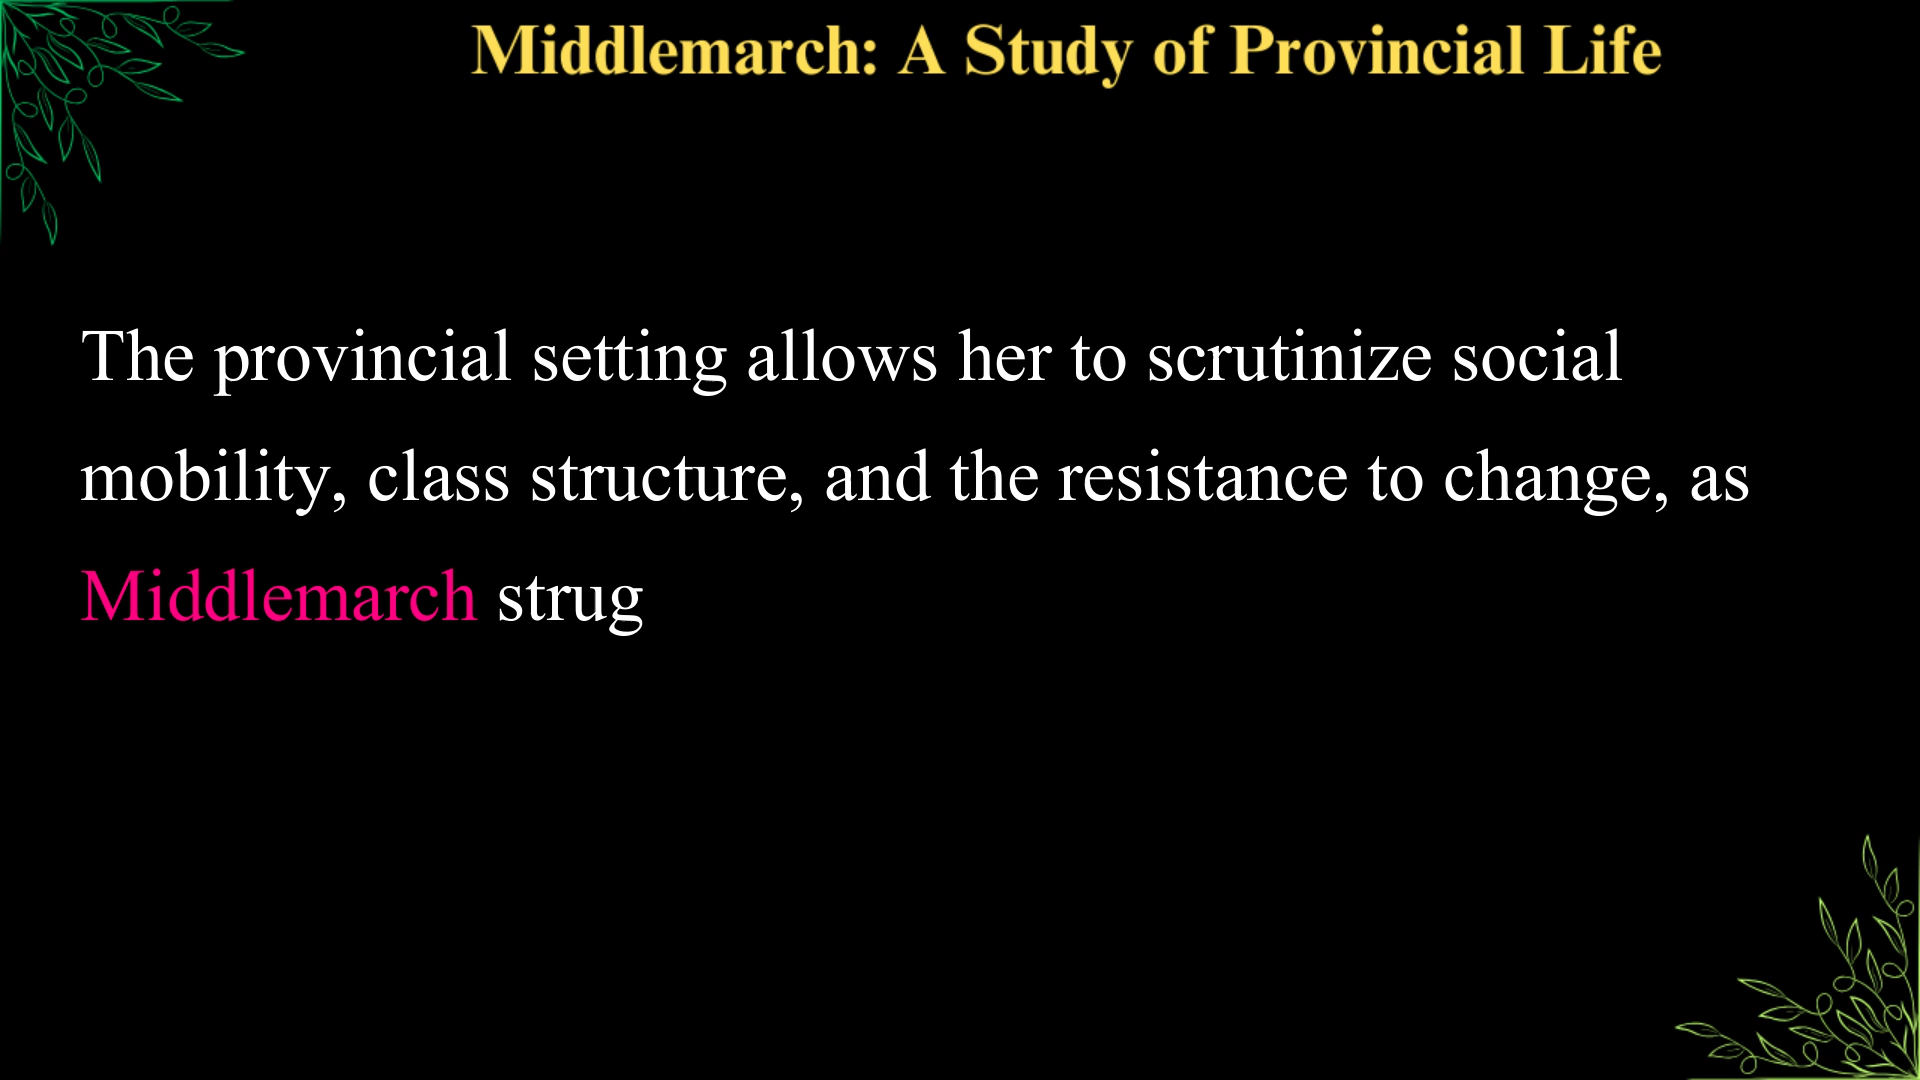 Middlemarch: A Study of Provincial Life
The provincial setting allows her to scrutinize social
mobility, class structure, and the resistance to change, as
Middlemarch strug